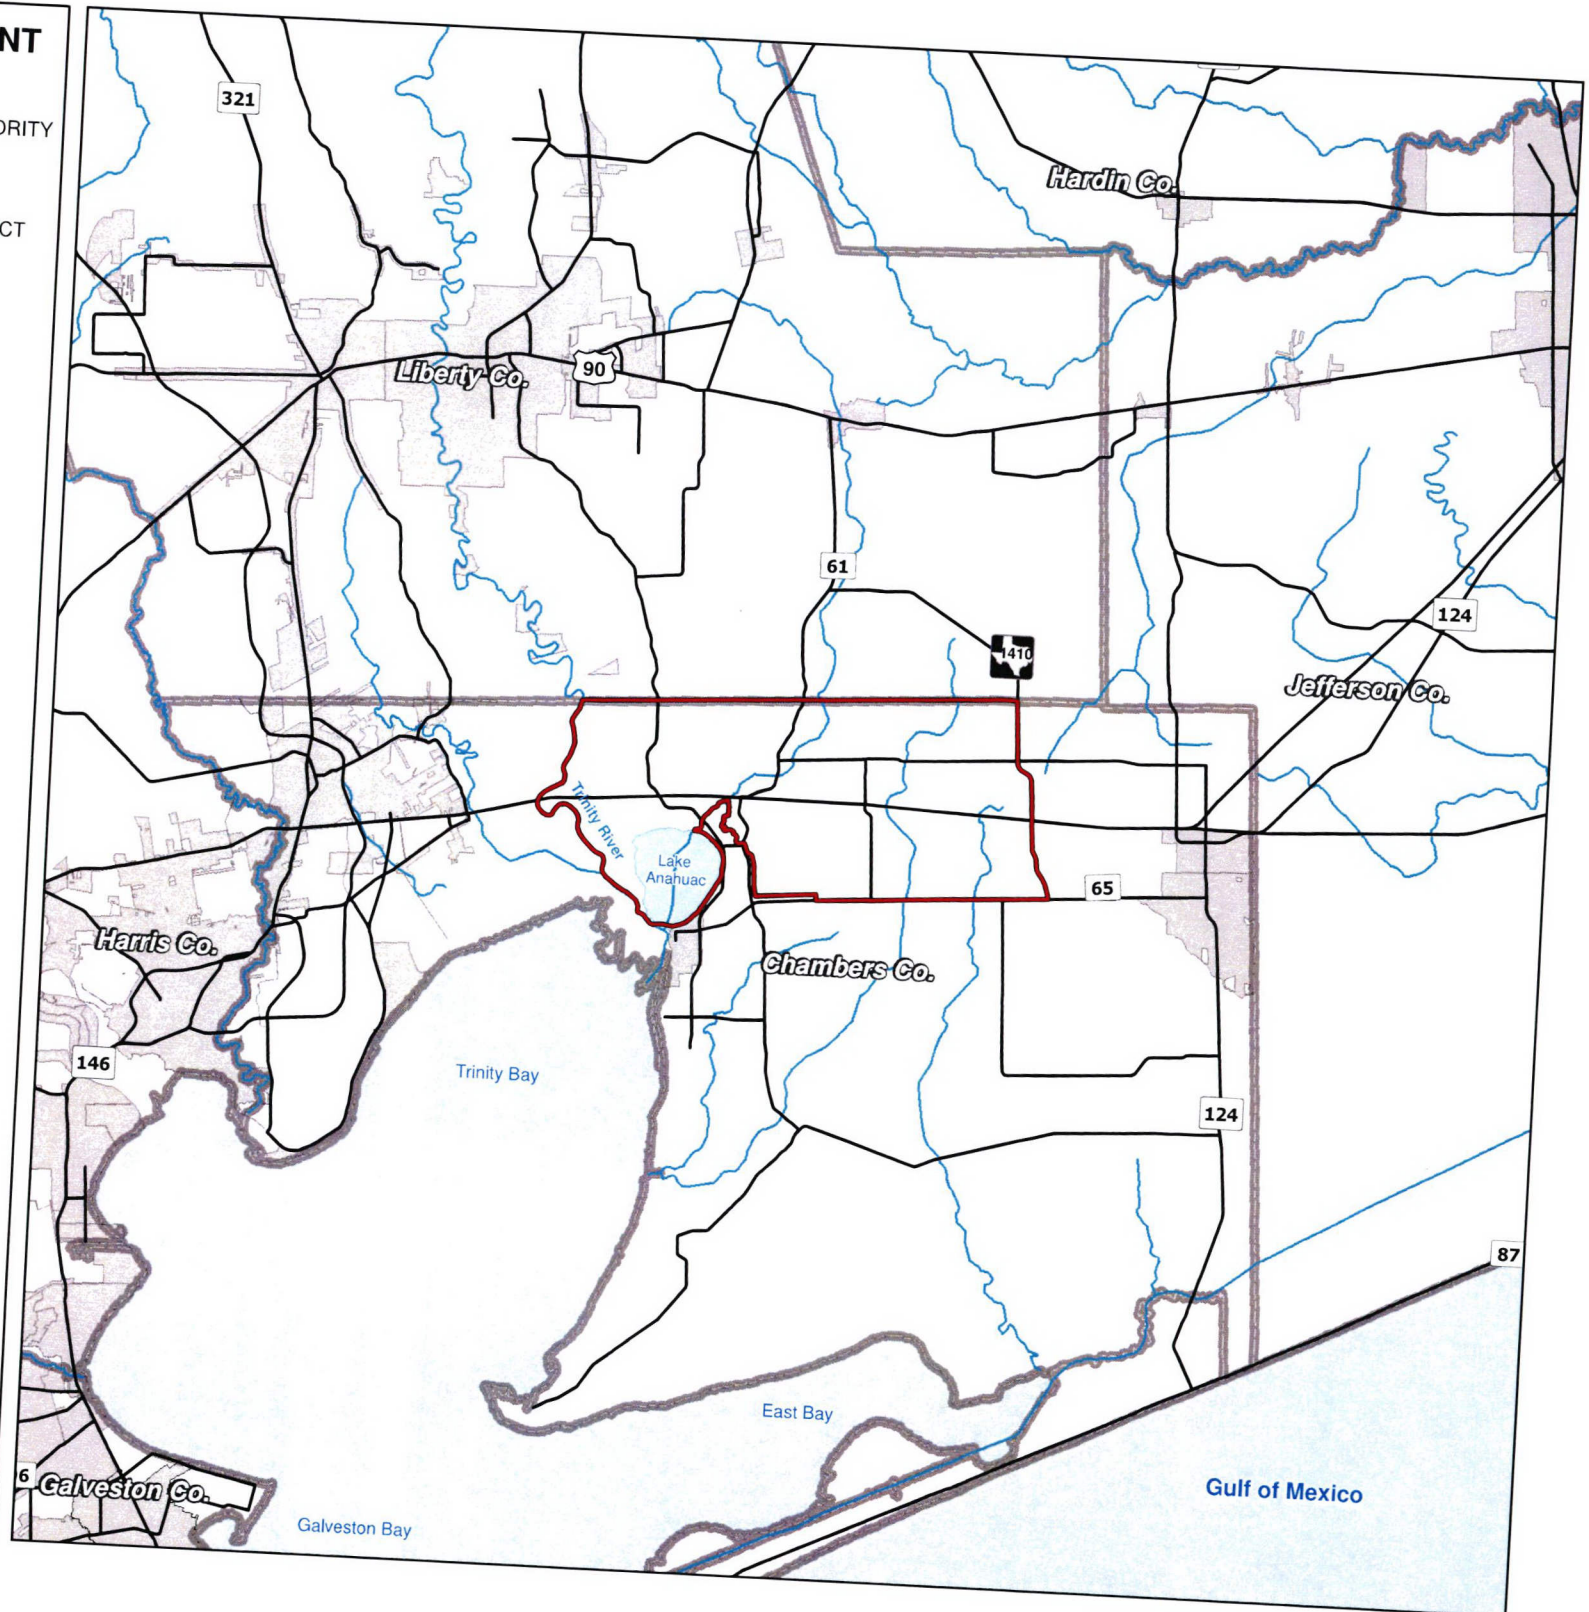 NT
ORITY
CT
321
Hardin Co.
Liberty Co.
90
61
1410
124
Jefferson Co.
Trinity River
Lake
Anahuac
65
Harris Co.
Chambers Co.
146
Trinity Bay
124
87
East Bay
6
Galveston Co.
Gulf of Mexico
Galveston Bay